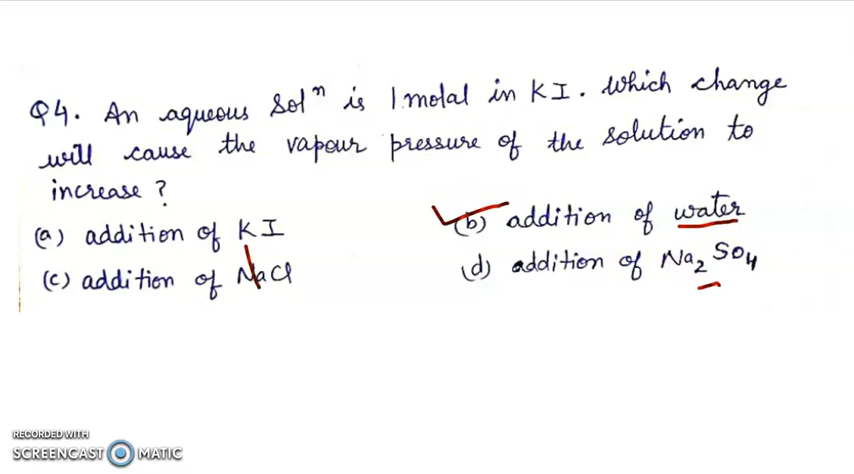 Q4. An aqueous Solⁿ is 1 molal in KI. Which change
will cause the vapour pressure of the solution to
increase?
(a) addition of KI
(b) addition of water
(c) addition of NaCl
(d) addition of Na₂SO₄
RECORDED WITH
SCREENCAST MATIC